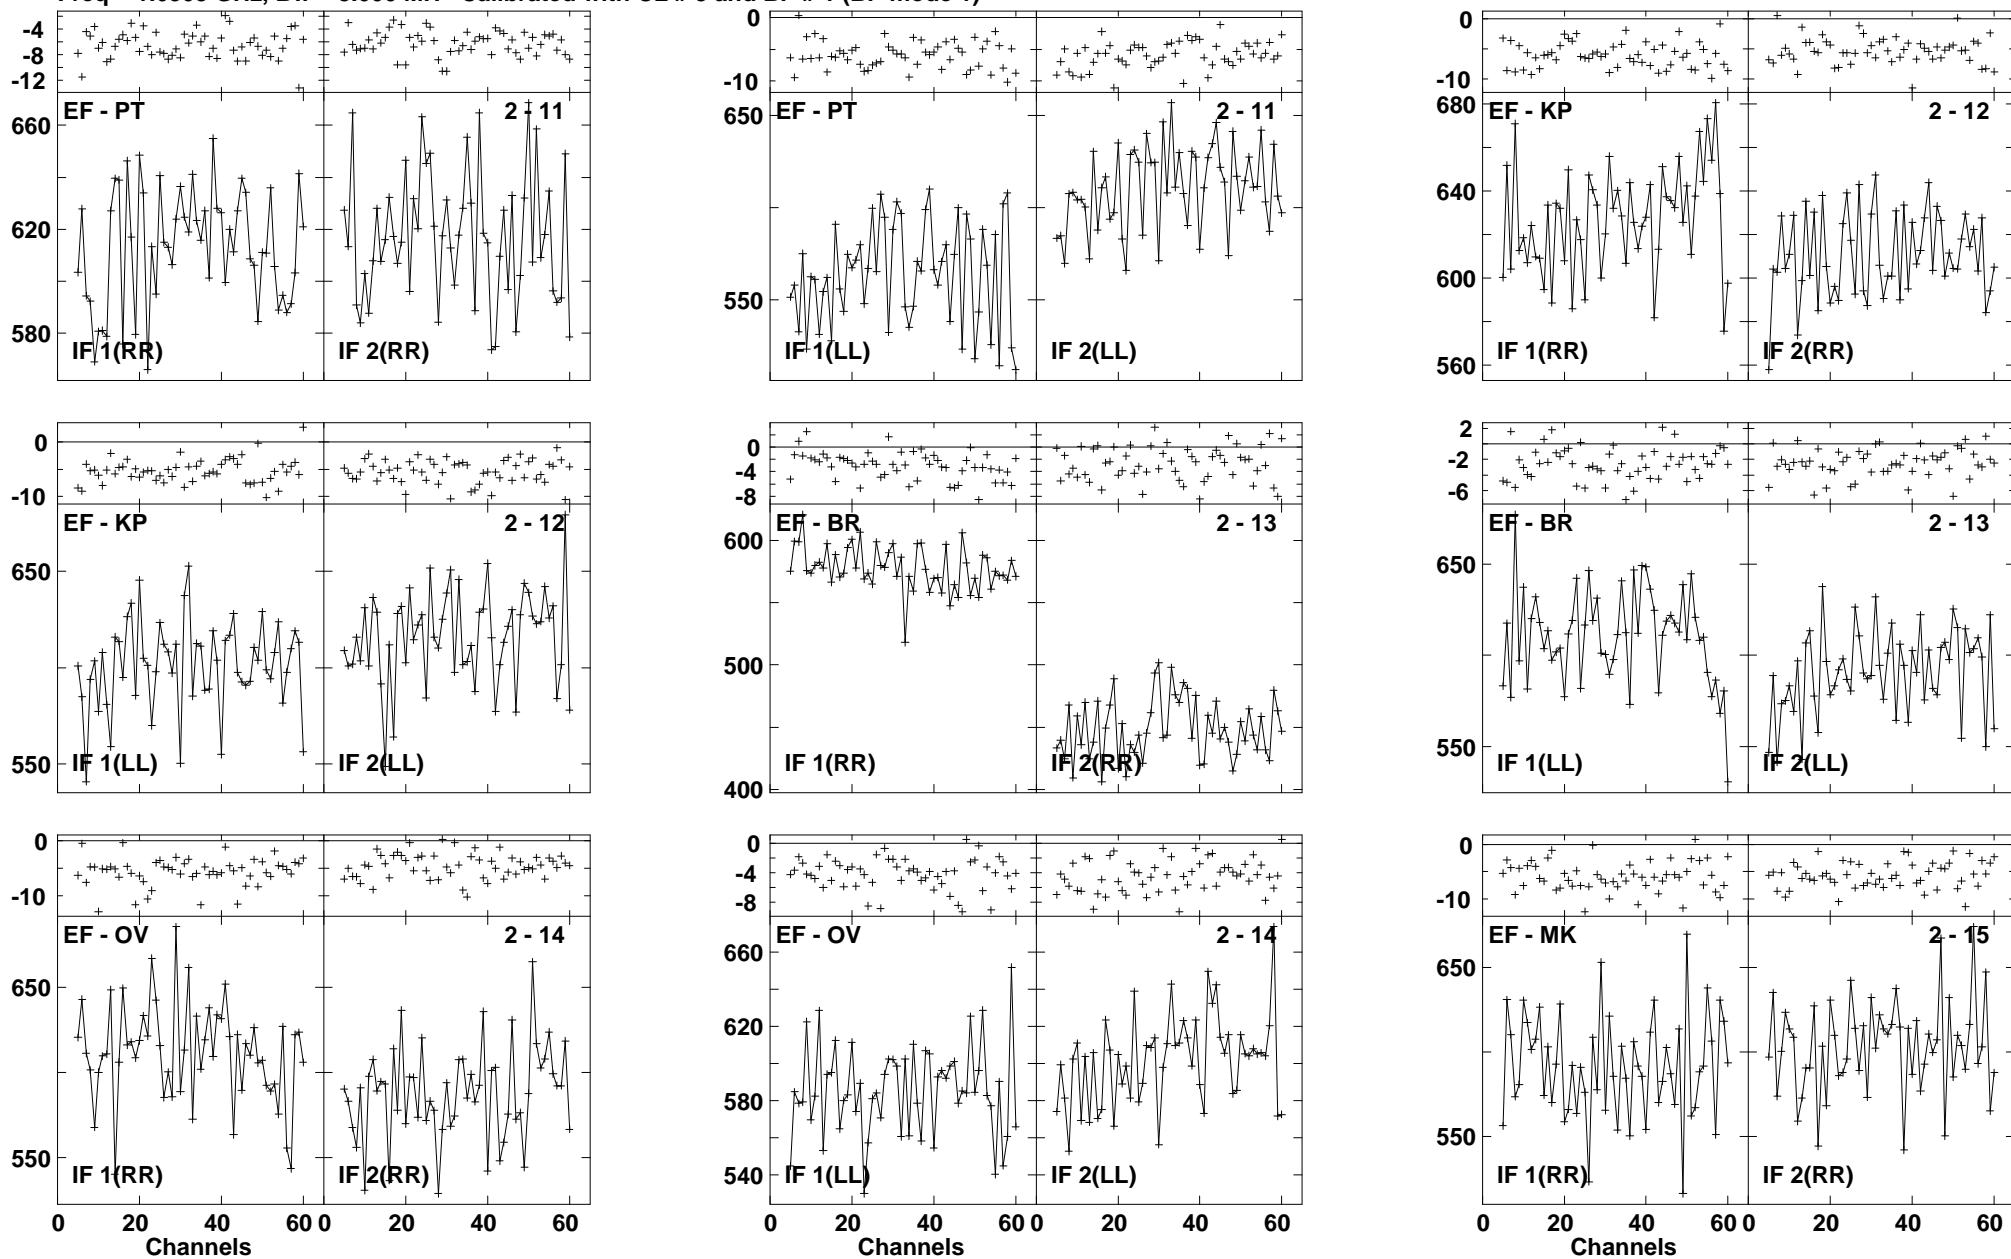 -4 0 0
-8
-12 -10 -10
EF - PT 2 - 11 EF - PT 2 - 11 EF - KP 2 - 12
660 650 680
620 640
550 600
580
IF 1(RR) IF 2(RR) IF 1(LL) IF 2(LL) IF 1(RR) IF 2(RR)
560
0 0 2
-4 -2
-10 -8 -6
EF - KP 2 - 12 EF - BR 2 - 13 EF - BR 2 - 13
650 600 650
500
550 550
IF 1(LL) IF 2(LL) IF 1(RR) IF 2(RR) IF 1(LL) IF 2(LL)
400
0 0 0
-4
-10 -8 -10
EF - OV 2 - 14 EF - OV 2 - 14 EF - MK 2 - 15
650 660 650
620
580
550 540 550
IF 1(RR) IF 2(RR) IF 1(LL) IF 2(LL) IF 1(RR) IF 2(RR)
0 20 40 60 0 20 40 60 0 20 40 60 0 20 40 60 0 20 40 60 0 20 40 60
Channels Channels Channels